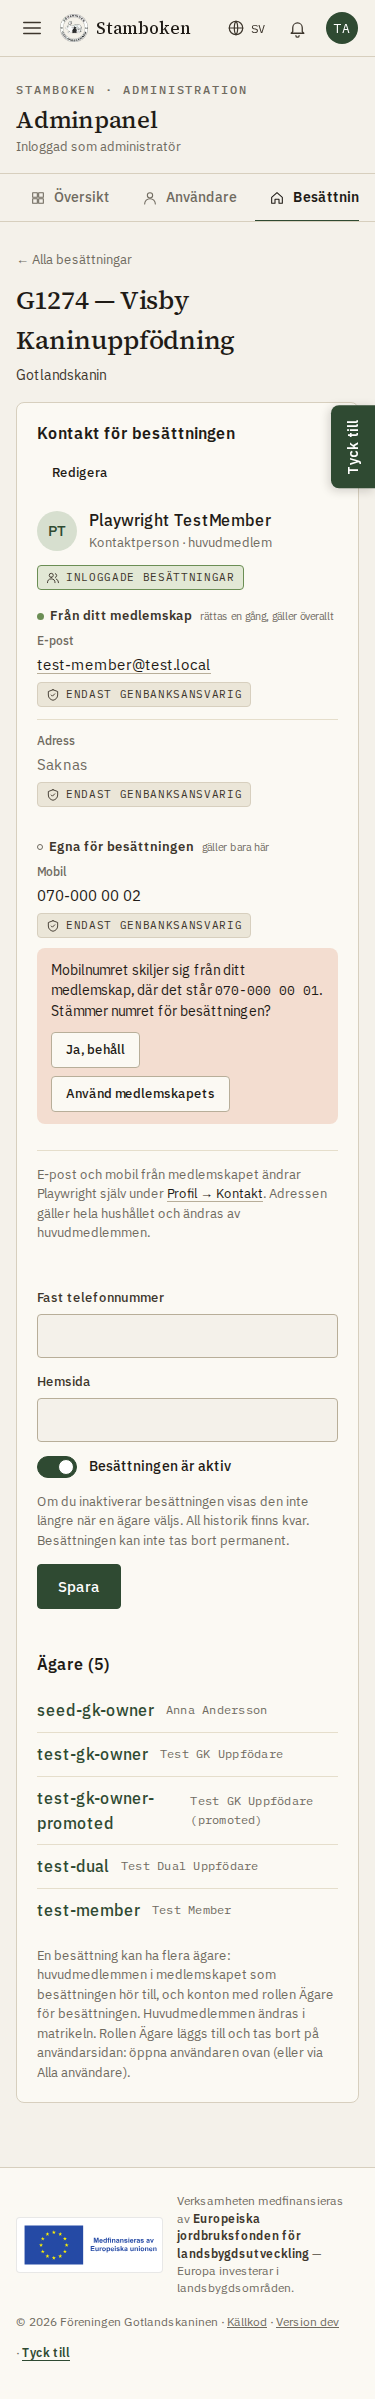 Stamboken
SV
TA
STAMBOKEN · ADMINISTRATION
Adminpanel
Inloggad som administratör
Översikt
Användare
Besättnin
← Alla besättningar
G1274 — Visby
Kaninuppfödning
Gotlandskanin
Tyck till
Kontakt för besättningen
Redigera
PT
Playwright TestMember
Kontaktperson · huvudmedlem
INLOGGADE BESÄTTNINGAR
Från ditt medlemskap rättas en gång, gäller överallt
E-post
test-member@test.local
ENDAST GENBANKSANSVARIG
Adress
Saknas
ENDAST GENBANKSANSVARIG
Egna för besättningen gäller bara här
Mobil
070-000 00 02
ENDAST GENBANKSANSVARIG
Mobilnumret skiljer sig från ditt
medlemskap, där det står 070-000 00 01.
Stämmer numret för besättningen?
Ja, behåll
Använd medlemskapets
E-post och mobil från medlemskapet ändrar
Playwright själv under Profil → Kontakt. Adressen
gäller hela hushållet och ändras av
huvudmedlemmen.
Fast telefonnummer
Hemsida
Besättningen är aktiv
Om du inaktiverar besättningen visas den inte
längre när en ägare väljs. All historik finns kvar.
Besättningen kan inte tas bort permanent.
Spara
Ägare (5)
seed-gk-owner Anna Andersson
test-gk-owner Test GK Uppfödare
test-gk-owner-
promoted
Test GK Uppfödare
(promoted)
test-dual Test Dual Uppfödare
test-member Test Member
En besättning kan ha flera ägare:
huvudmedlemmen i medlemskapet som
besättningen hör till, och konton med rollen Ägare
för besättningen. Huvudmedlemmen ändras i
matrikeln. Rollen Ägare läggs till och tas bort på
användarsidan: öppna användaren ovan (eller via
Alla användare).
Medfinansieras av
Europeiska unionen
Verksamheten medfinansieras
av Europeiska
jordbruksfonden för
landsbygdsutveckling —
Europa investerar i
landsbygdsområden.
© 2026 Föreningen Gotlandskaninen · Källkod · Version dev
· Tyck till